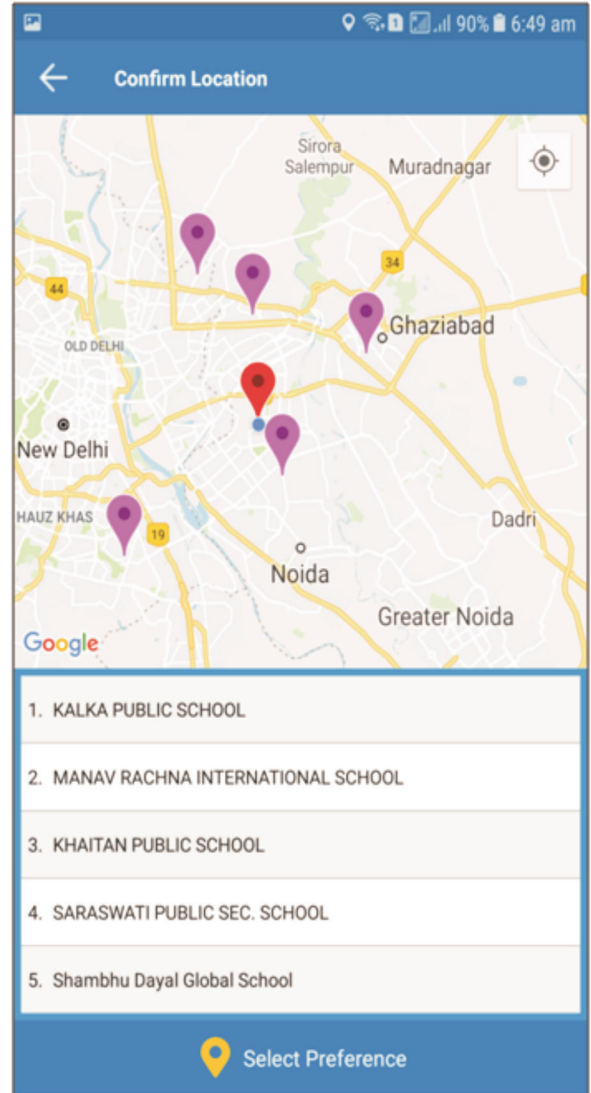 90% 6:49 am
Confirm Location
Sirora
Salempur
Muradnagar
34
44
Ghaziabad
OLD DELHI
New Delhi
HAUZ KHAS
19
Dadri
Noida
Greater Noida
Google
1. KALKA PUBLIC SCHOOL
2. MANAV RACHNA INTERNATIONAL SCHOOL
3. KHAITAN PUBLIC SCHOOL
4. SARASWATI PUBLIC SEC. SCHOOL
5. Shambhu Dayal Global School
Select Preference